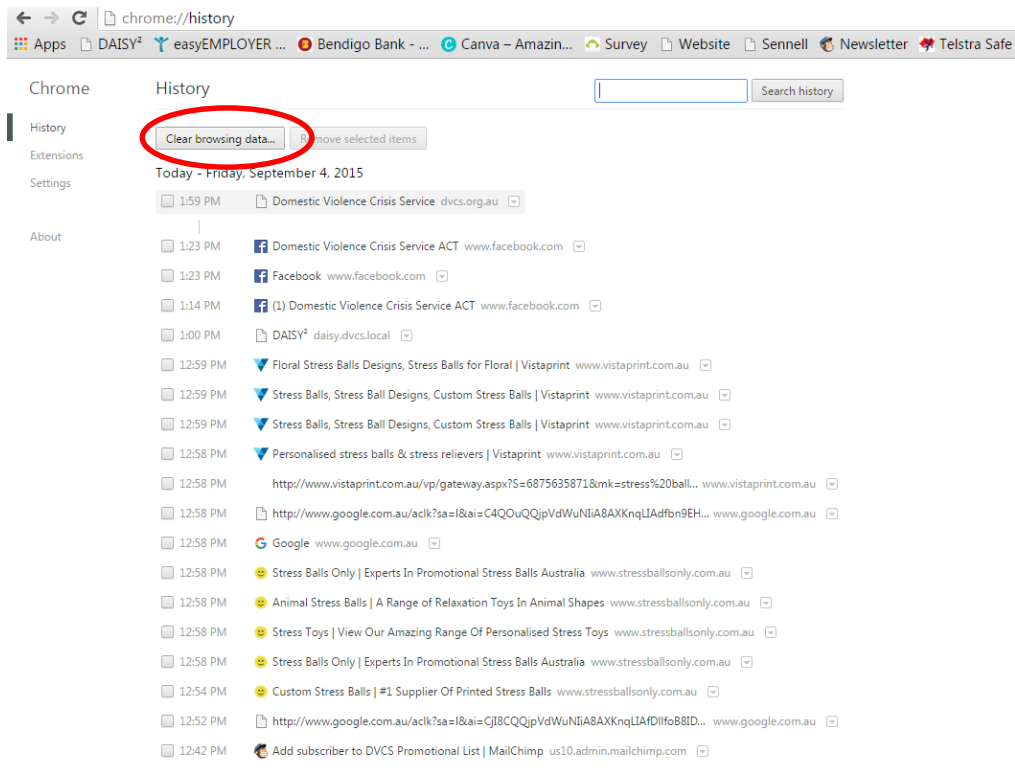 chrome://history
Apps DAISY² easyEMPLOYER ... Bendigo Bank - ... Canva – Amazin... Survey Website Sennell Newsletter Telstra Safe
Chrome
History
Search history
History
Clear browsing data...
move selected items
Extensions
Today - Friday, September 4, 2015
Settings
1:59 PM Domestic Violence Crisis Service dvcs.org.au
About
1:23 PM Domestic Violence Crisis Service ACT www.facebook.com
1:23 PM Facebook www.facebook.com
1:14 PM (1) Domestic Violence Crisis Service ACT www.facebook.com
1:00 PM DAISY² daisy.dvcs.local
12:59 PM Floral Stress Balls Designs, Stress Balls for Floral | Vistaprint www.vistaprint.com.au
12:59 PM Stress Balls, Stress Ball Designs, Custom Stress Balls | Vistaprint www.vistaprint.com.au
12:59 PM Stress Balls, Stress Ball Designs, Custom Stress Balls | Vistaprint www.vistaprint.com.au
12:58 PM Personalised stress balls & stress relievers | Vistaprint www.vistaprint.com.au
12:58 PM http://www.vistaprint.com.au/vp/gateway.aspx?S=6875635871&mk=stress%20ball... www.vistaprint.com.au
12:58 PM http://www.google.com.au/aclk?sa=l&ai=C4QOuQQjpVdWuNIiA8AXKnqLIAdfbn9EH... www.google.com.au
12:58 PM Google www.google.com.au
12:58 PM Stress Balls Only | Experts In Promotional Stress Balls Australia www.stressballsonly.com.au
12:58 PM Animal Stress Balls | A Range of Relaxation Toys In Animal Shapes www.stressballsonly.com.au
12:58 PM Stress Toys | View Our Amazing Range Of Personalised Stress Toys www.stressballsonly.com.au
12:58 PM Stress Balls Only | Experts In Promotional Stress Balls Australia www.stressballsonly.com.au
12:54 PM Custom Stress Balls | #1 Supplier Of Printed Stress Balls www.stressballsonly.com.au
12:52 PM http://www.google.com.au/aclk?sa=l&ai=CjI8CQQjpVdWuNIiA8AXKnqLIAfDllfoB8ID... www.google.com.au
12:42 PM Add subscriber to DVCS Promotional List | MailChimp us10.admin.mailchimp.com